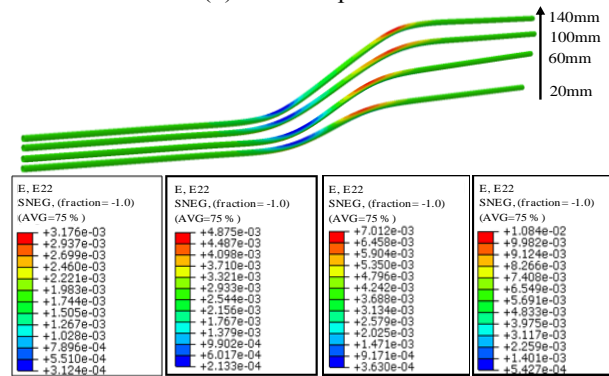 140mm
100mm
60mm
20mm
E, E22
SNEG, (fraction= -1.0)
(AVG=75 %)
+3.176e-03
+2.937e-03
+2.699e-03
+2.460e-03
+2.221e-03
+1.983e-03
+1.744e-03
+1.505e-03
+1.267e-03
+1.028e-03
+7.896e-04
+5.510e-04
+3.124e-04
E, E22
SNEG, (fraction= -1.0)
(AVG=75 %)
+4.875e-03
+4.487e-03
+4.098e-03
+3.710e-03
+3.321e-03
+2.933e-03
+2.544e-03
+2.156e-03
+1.767e-03
+1.379e-03
+9.902e-04
+6.017e-04
+2.133e-04
E, E22
SNEG, (fraction= -1.0)
(AVG=75 %)
+7.012e-03
+6.458e-03
+5.904e-03
+5.350e-03
+4.796e-03
+4.242e-03
+3.688e-03
+3.134e-03
+2.579e-03
+2.025e-03
+1.471e-03
+9.171e-04
+3.630e-04
E, E22
SNEG, (fraction= -1.0)
(AVG=75 %)
+1.084e-02
+9.982e-03
+9.124e-03
+8.266e-03
+7.408e-03
+6.549e-03
+5.691e-03
+4.833e-03
+3.975e-03
+3.117e-03
+2.259e-03
+1.401e-03
+5.427e-04